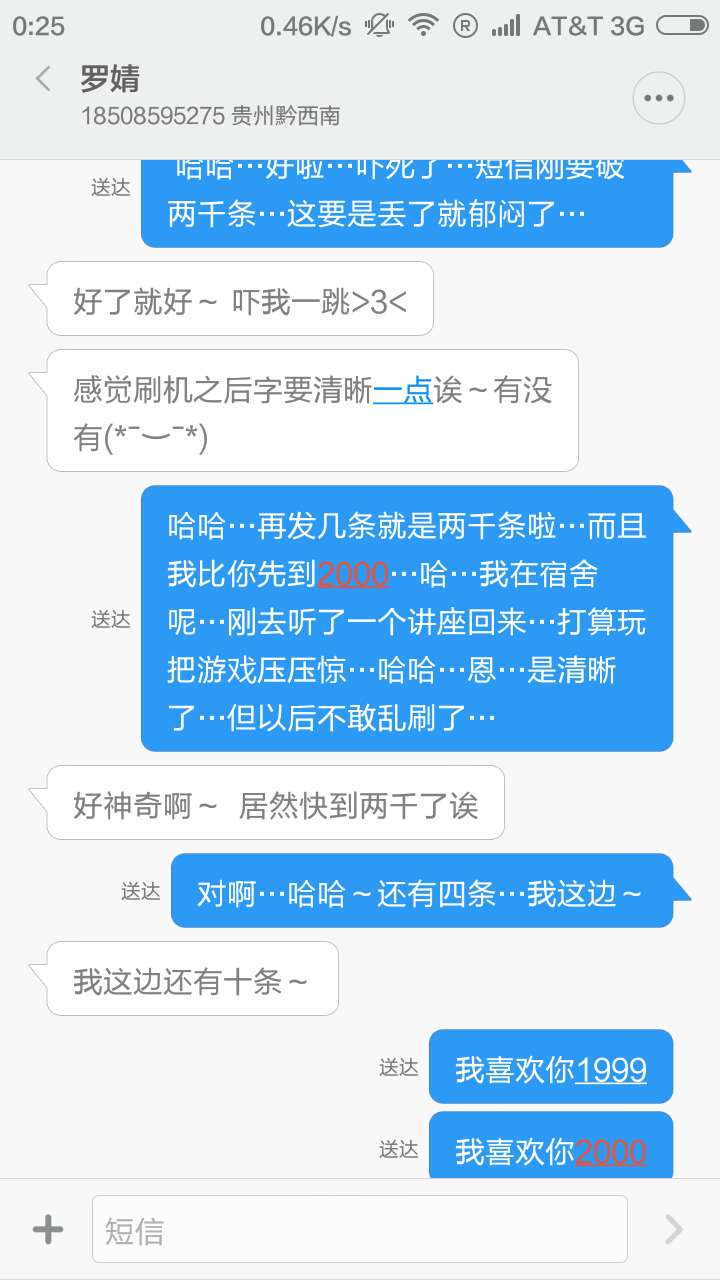 0:25 0.46K/s R AT&T 3G
罗婧
18508595275 贵州黔西南
哈哈…好啦…吓死了…短信刚要破
送达
两千条…这要是丢了就郁闷了…
好了就好～ 吓我一跳>3<
感觉刷机之后字要清晰一点诶～有没
有(*¯︶¯*)
哈哈…再发几条就是两千条啦…而且
我比你先到2000…哈…我在宿舍
送达
呢…刚去听了一个讲座回来…打算玩
把游戏压压惊…哈哈…恩…是清晰
了…但以后不敢乱刷了…
好神奇啊～ 居然快到两千了诶
送达 对啊…哈哈～还有四条…我这边～
我这边还有十条～
送达 我喜欢你1999
送达 我喜欢你2000
短信